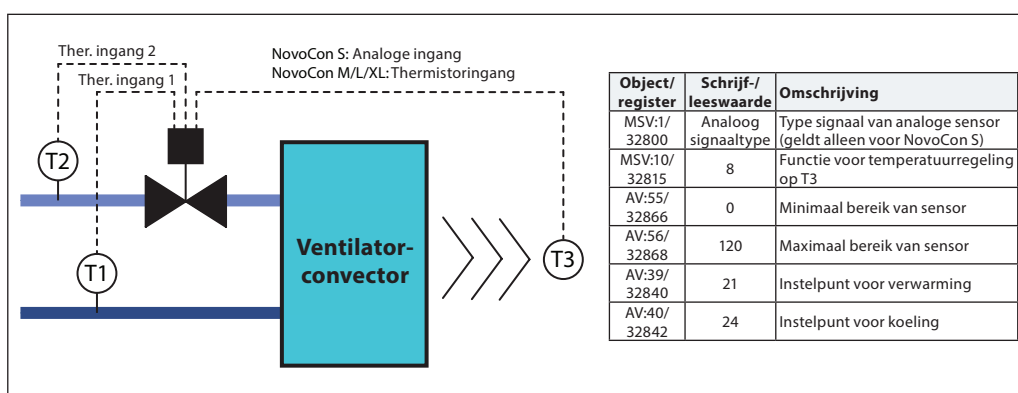 Ther. ingang 2
Ther. ingang 1
NovoCon S: Analoge ingang
NovoCon M/L/XL: Thermistoringang
T2
T1
Ventilator-
convector
T3
Object/
register
Schrijf-/
leeswaarde
Omschrijving
MSV:1/
32800
Analoog
signaaltype
Type signaal van analoge sensor
(geldt alleen voor NovoCon S)
MSV:10/
32815
8
Functie voor temperatuurregeling
op T3
AV:55/
32866
0
Minimaal bereik van sensor
AV:56/
32868
120
Maximaal bereik van sensor
AV:39/
32840
21
Instelpunt voor verwarming
AV:40/
32842
24
Instelpunt voor koeling